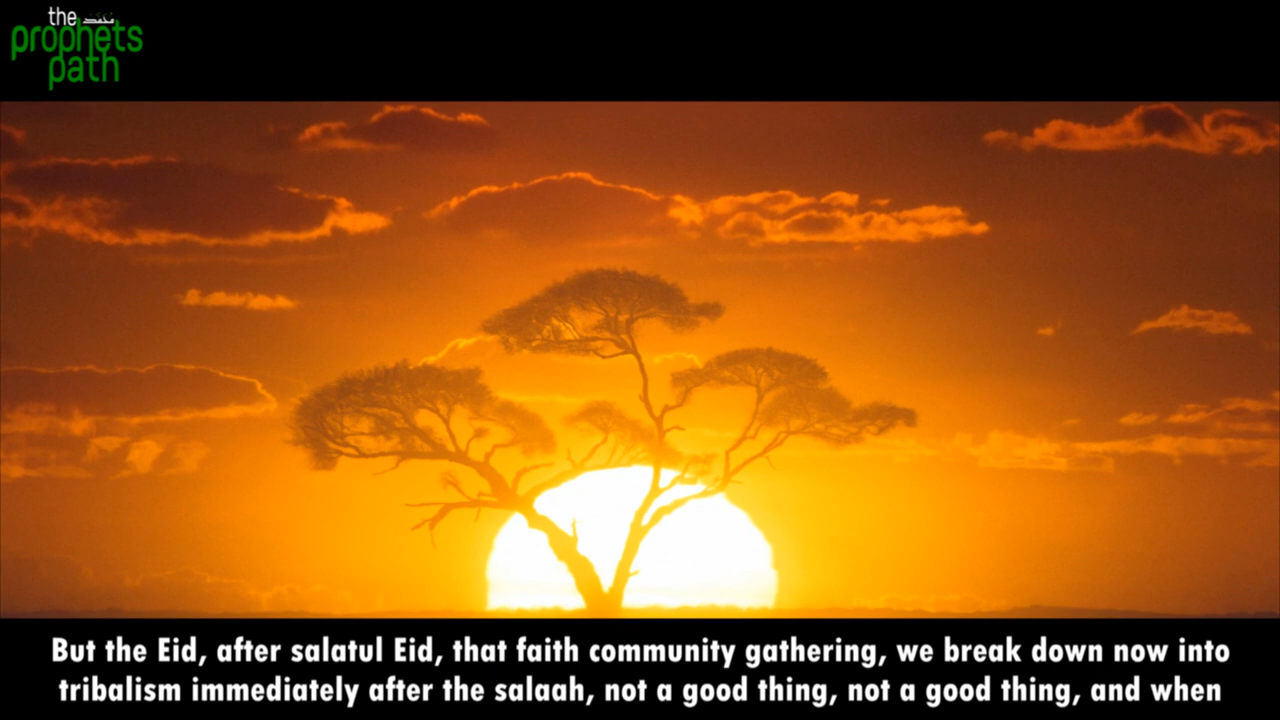 the محمد
prophets
path
But the Eid, after salatul Eid, that faith community gathering, we break down now into
tribalism immediately after the salaah, not a good thing, not a good thing, and when